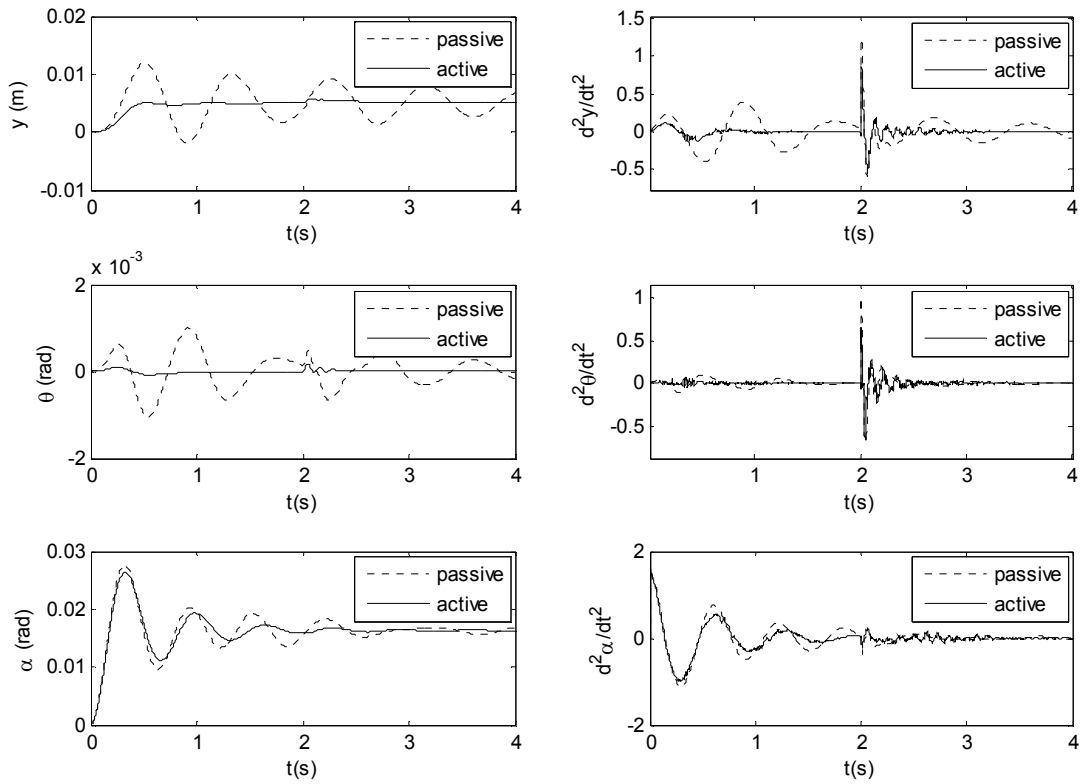 0.02
0.01
0
-0.01
y (m)
0 1 2 3 4
t(s)
passive
active
1.5
1
0.5
0
-0.5
d²y/dt²
0 1 2 3 4
t(s)
passive
active
x 10⁻³
2
0
-2
θ (rad)
0 1 2 3 4
t(s)
passive
active
1
0.5
0
-0.5
d²θ/dt²
0 1 2 3 4
t(s)
passive
active
0.03
0.02
0.01
0
α (rad)
0 1 2 3 4
t(s)
passive
active
2
0
-2
d²α/dt²
0 1 2 3 4
t(s)
passive
active